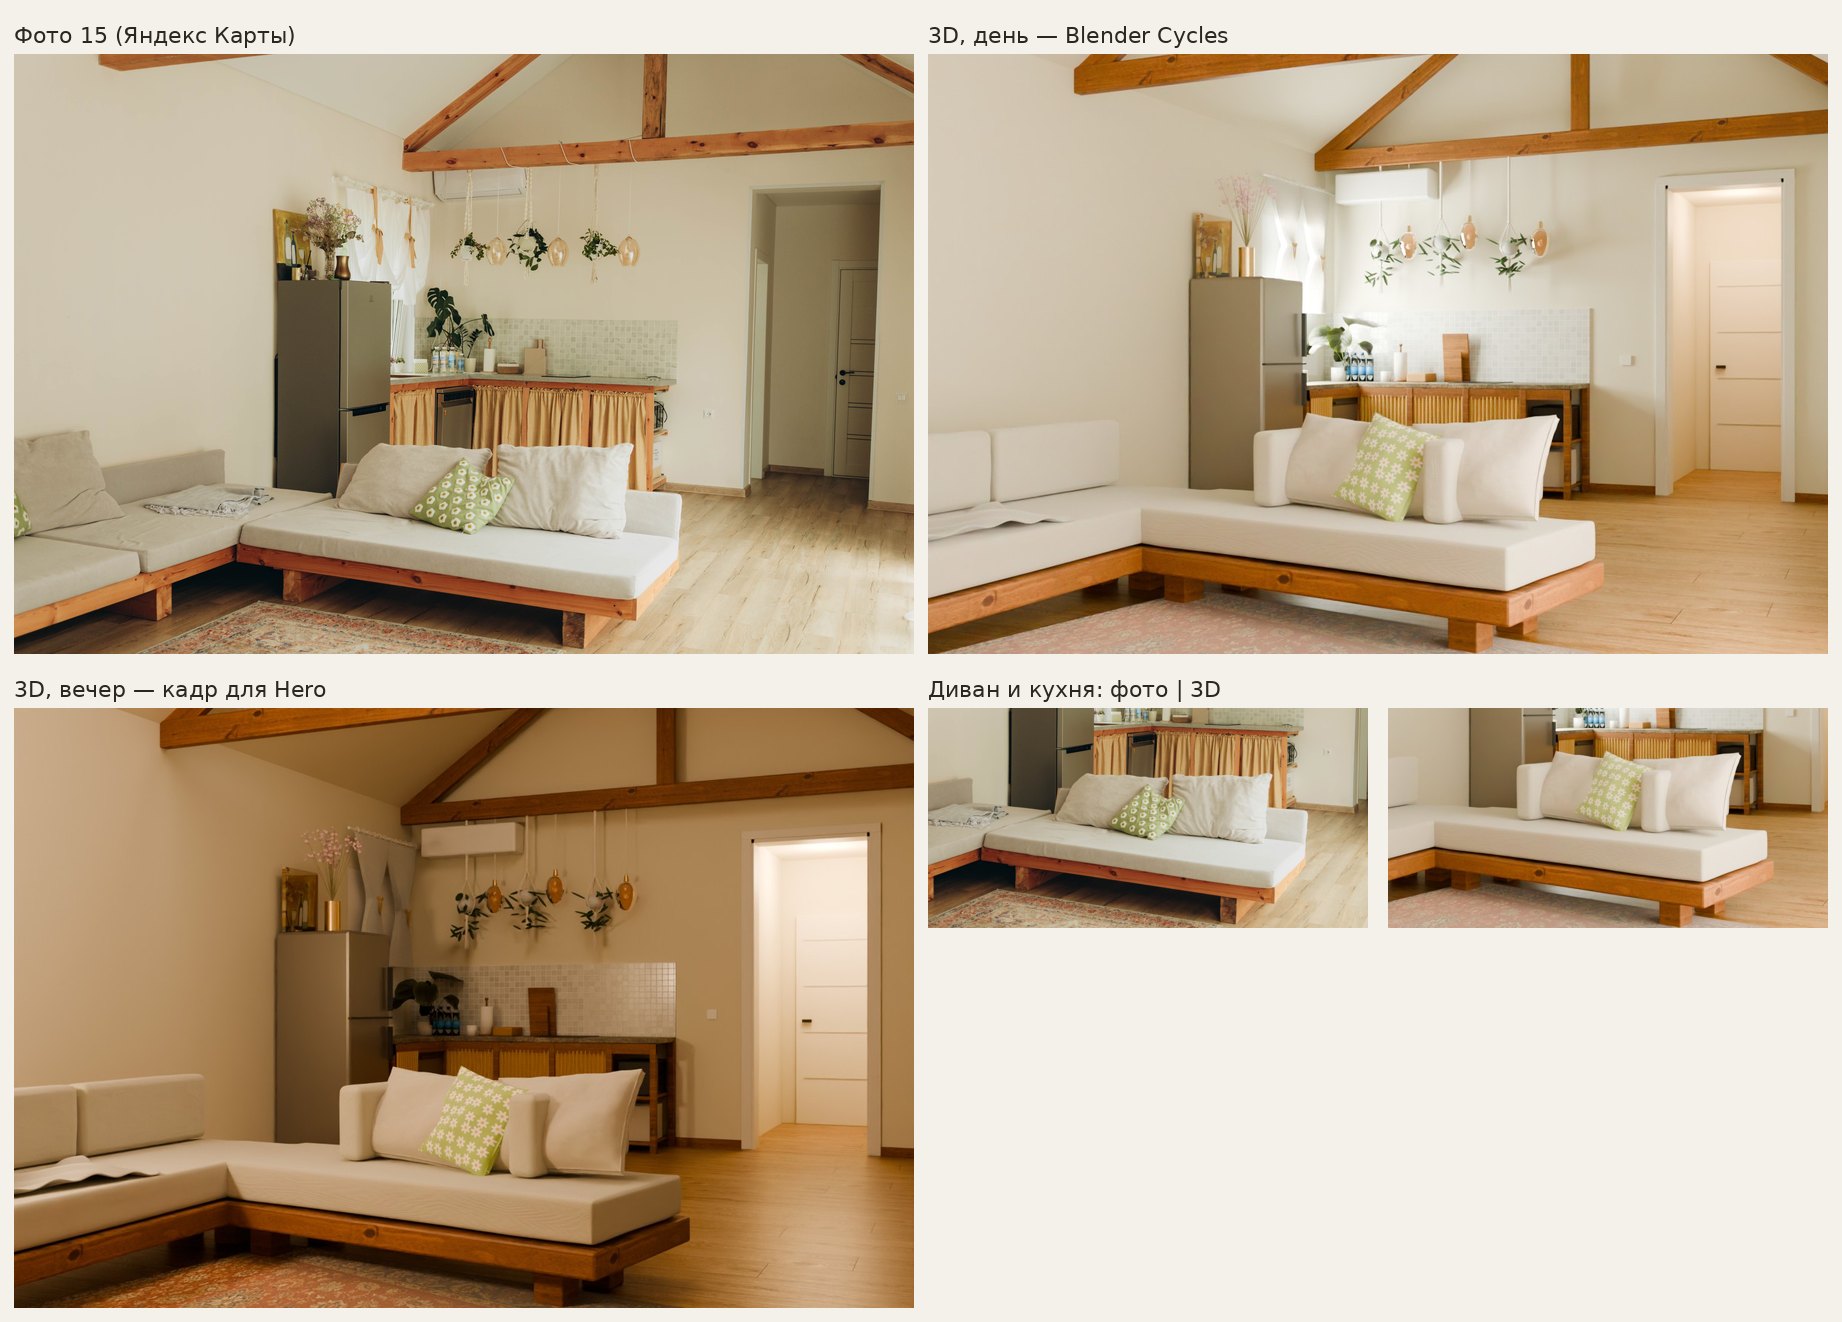 Фото 15 (Яндекс Карты)
3D, день — Blender Cycles
3D, вечер — кадр для Hero
Диван и кухня: фото | 3D